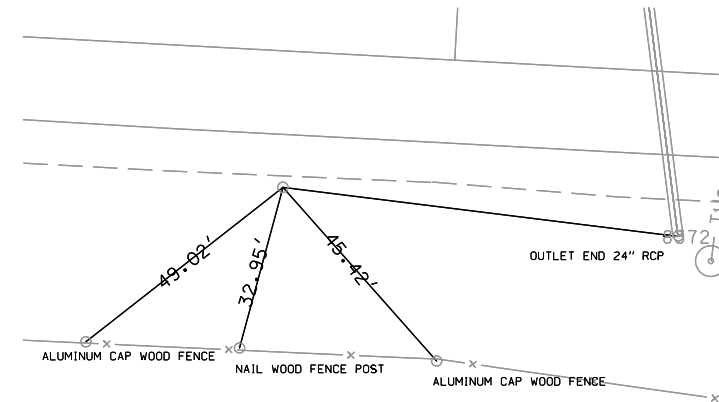 8972
OUTLET END 24" RCP
49.02'
32.95'
45.42'
ALUMINUM CAP WOOD FENCE
NAIL WOOD FENCE POST
ALUMINUM CAP WOOD FENCE